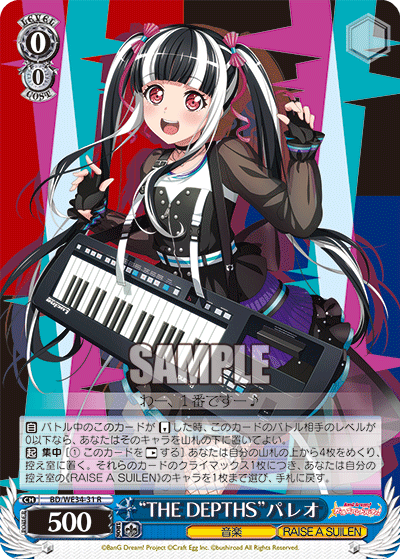 LEVEL
0
0
COST
SAMPLE
わー、1番ですー♪
自 バトル中のこのカードが【】した時、このカードのバトル相手のレベルが
0以下なら、あなたはそのキャラを山札の下に置いてよい。
起 集中 [① このカードを【】する] あなたは自分の山札の上から4枚をめくり、
控え室に置く。それらのカードのクライマックス1枚につき、あなたは自分の
控え室の《RAISE A SUILEN》のキャラを1枚まで選び、手札に戻す。
CH BD/WE34-31 R
500
“THE DEPTHS”パレオ
音楽
RAISE A SUILEN
©BanG Dream! Project ©Craft Egg Inc. ©bushiroad All Rights Reserved.